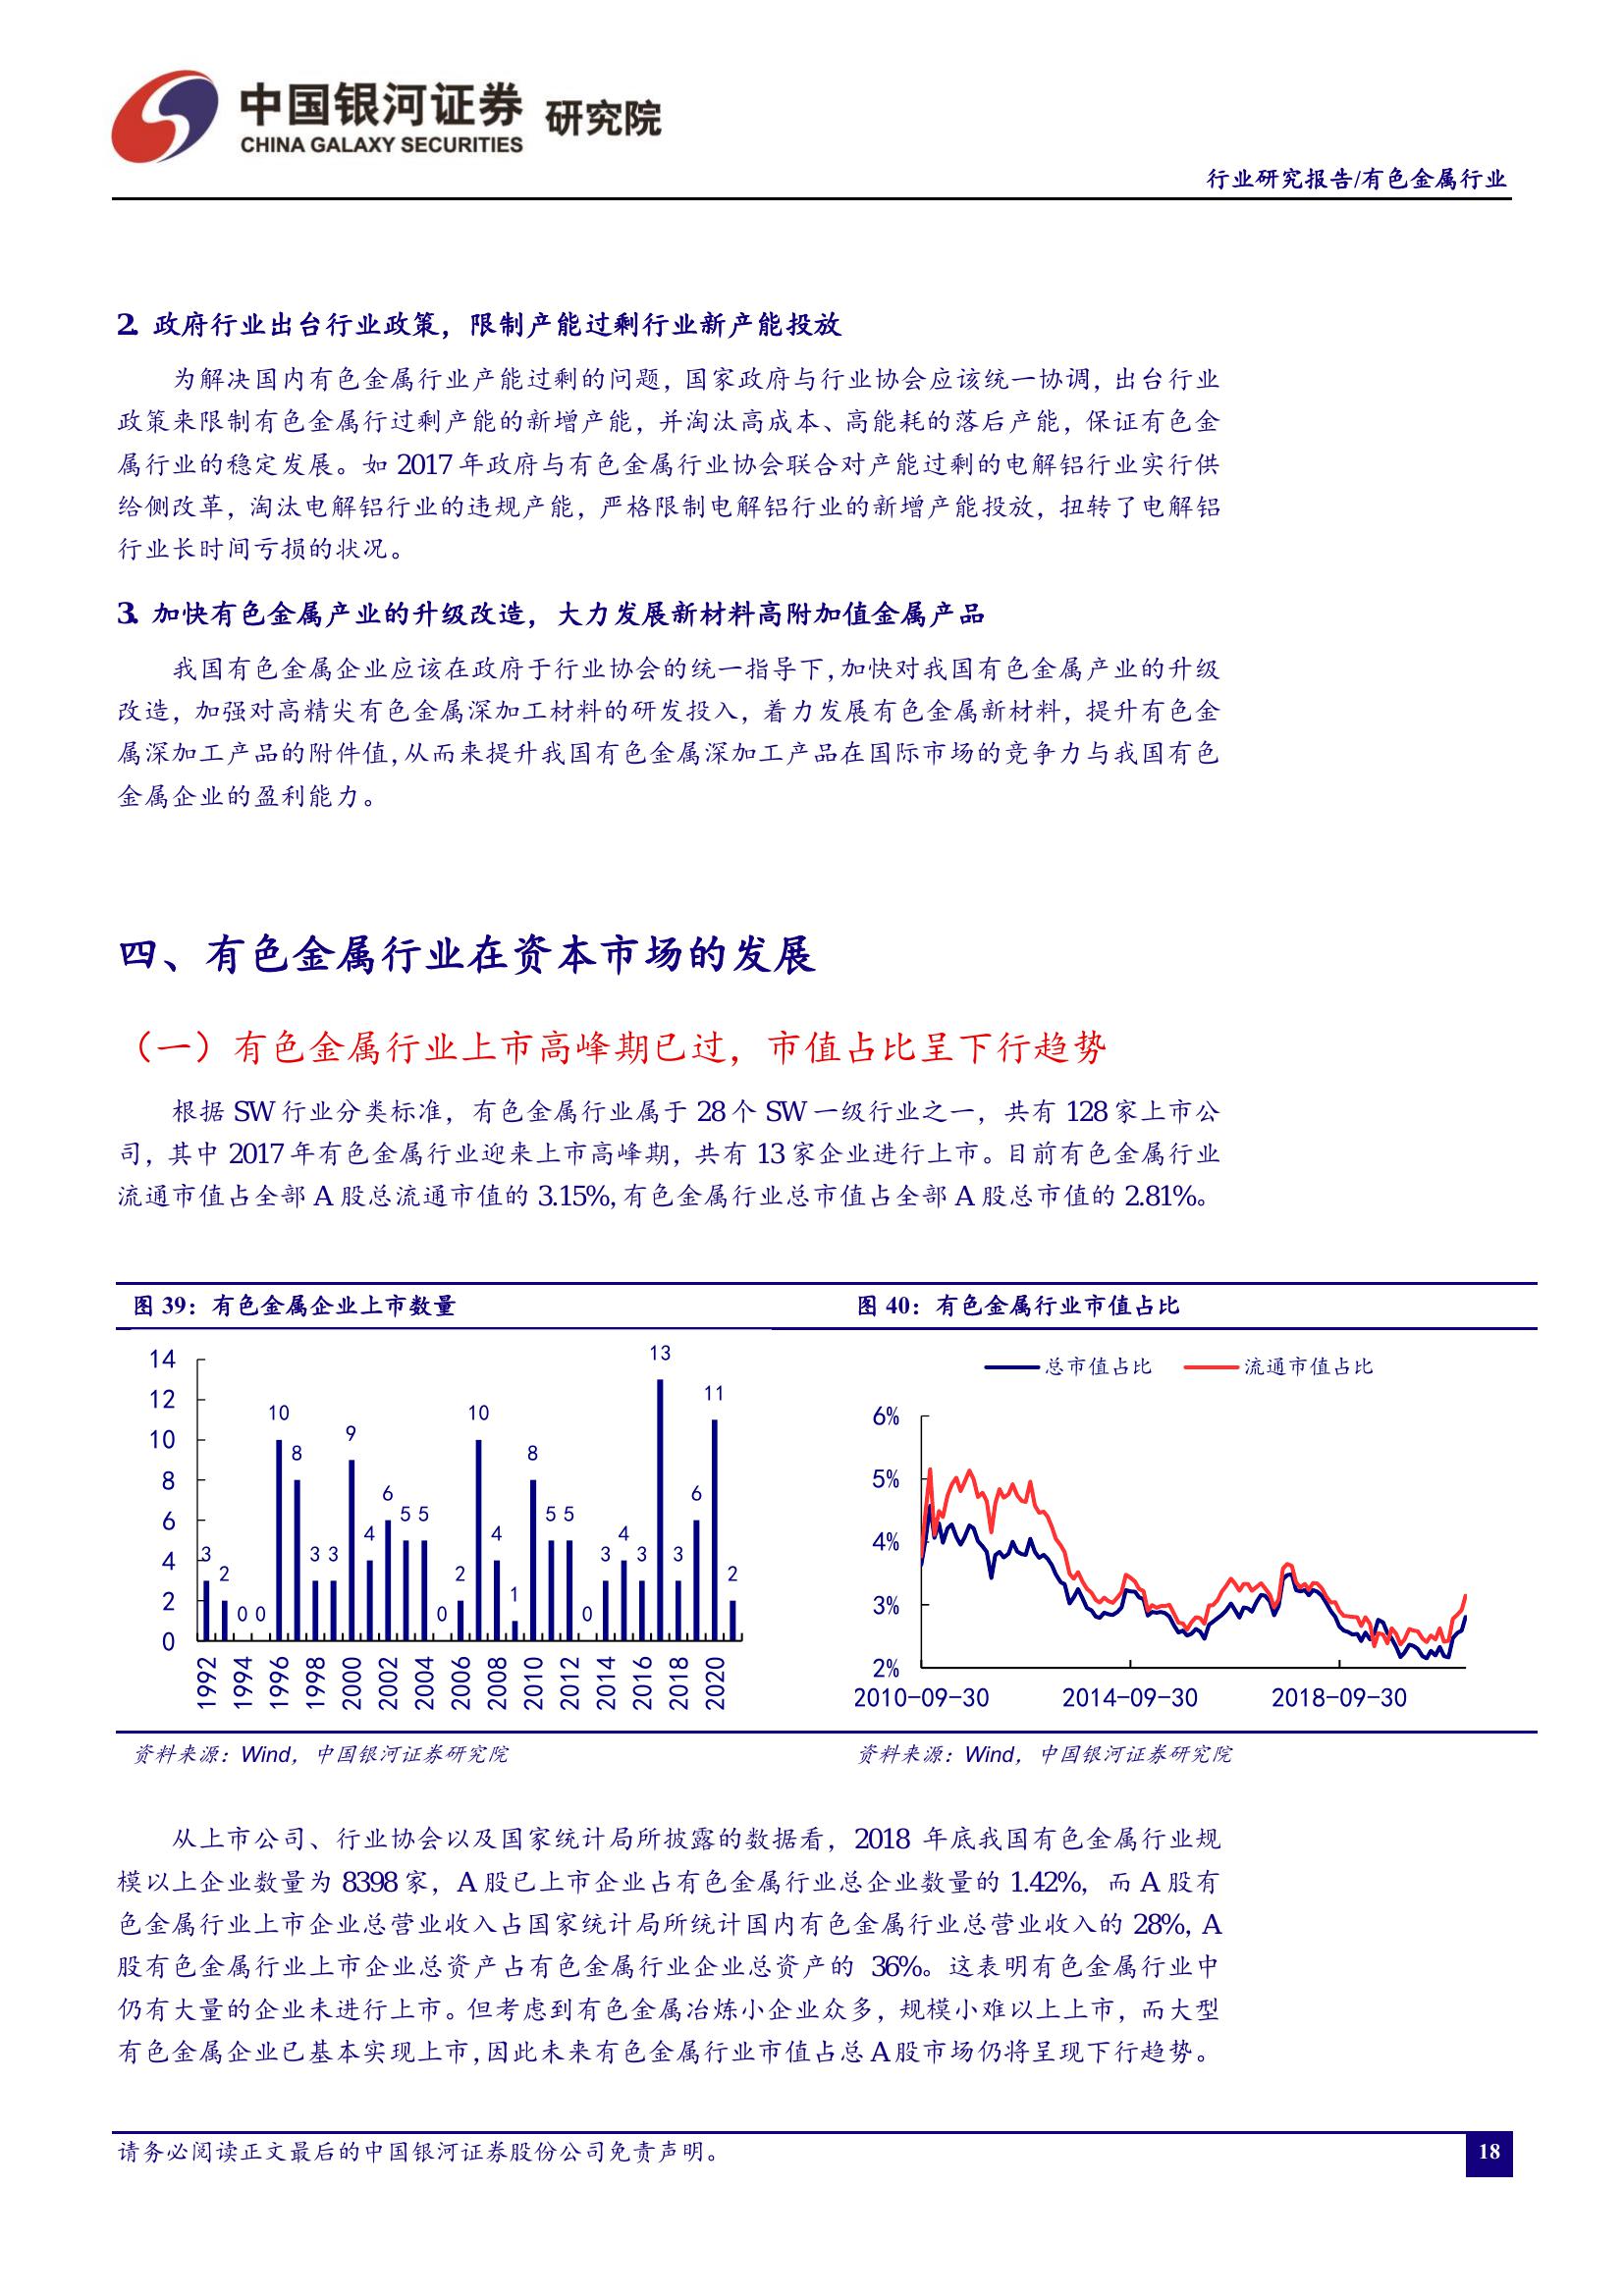 中国银河证券 研究院
CHINA GALAXY SECURITIES
行业研究报告/有色金属行业
2. 政府行业出台行业政策，限制产能过剩行业新产能投放
为解决国内有色金属行业产能过剩的问题，国家政府与行业协会应该统一协调，出台行业
政策来限制有色金属行过剩产能的新增产能，并淘汰高成本、高能耗的落后产能，保证有色金
属行业的稳定发展。如 2017 年政府与有色金属行业协会联合对产能过剩的电解铝行业实行供
给侧改革，淘汰电解铝行业的违规产能，严格限制电解铝行业的新增产能投放，扭转了电解铝
行业长时间亏损的状况。
3. 加快有色金属产业的升级改造，大力发展新材料高附加值金属产品
我国有色金属企业应该在政府于行业协会的统一指导下，加快对我国有色金属产业的升级
改造，加强对高精尖有色金属深加工材料的研发投入，着力发展有色金属新材料，提升有色金
属深加工产品的附件值，从而来提升我国有色金属深加工产品在国际市场的竞争力与我国有色
金属企业的盈利能力。
四、有色金属行业在资本市场的发展
（一）有色金属行业上市高峰期已过，市值占比呈下行趋势
根据 SW 行业分类标准，有色金属行业属于 28 个 SW 一级行业之一，共有 128 家上市公
司，其中 2017 年有色金属行业迎来上市高峰期，共有 13 家企业进行上市。目前有色金属行业
流通市值占全部 A 股总流通市值的 3.15%，有色金属行业总市值占全部 A 股总市值的 2.81%。
图 39：有色金属企业上市数量
14
12
10
8
6
4
2
0
3 2 0 0 10 8 3 3 9 4 6 5 5 0 2 10 4 1 8 5 5 0 3 4 3 13 3 6 11 2
1992 1994 1996 1998 2000 2002 2004 2006 2008 2010 2012 2014 2016 2018 2020
资料来源：Wind，中国银河证券研究院
图 40：有色金属行业市值占比
总市值占比 流通市值占比
6%
5%
4%
3%
2%
2010-09-30 2014-09-30 2018-09-30
资料来源：Wind，中国银河证券研究院
从上市公司、行业协会以及国家统计局所披露的数据看，2018 年底我国有色金属行业规
模以上企业数量为 8398 家，A 股已上市企业占有色金属行业总企业数量的 1.42%，而 A 股有
色金属行业上市企业总营业收入占国家统计局所统计国内有色金属行业总营业收入的 28%，A
股有色金属行业上市企业总资产占有色金属行业企业总资产的 36%。这表明有色金属行业中
仍有大量的企业未进行上市。但考虑到有色金属冶炼小企业众多，规模小难以上上市，而大型
有色金属企业已基本实现上市，因此未来有色金属行业市值占总 A 股市场仍将呈现下行趋势。
请务必阅读正文最后的中国银河证券股份公司免责声明。
18